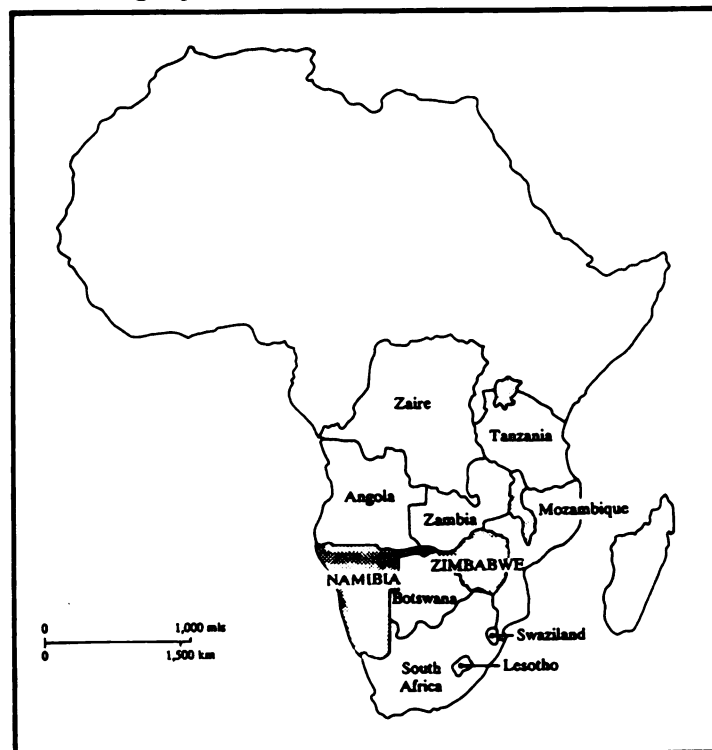 Zaire
Tanzania
Angola
Mozambique
Zambia
ZIMBABWE
NAMIBIA
Botswana
0 1,000 mls
0 1,500 km
Swaziland
South
Africa
Lesotho